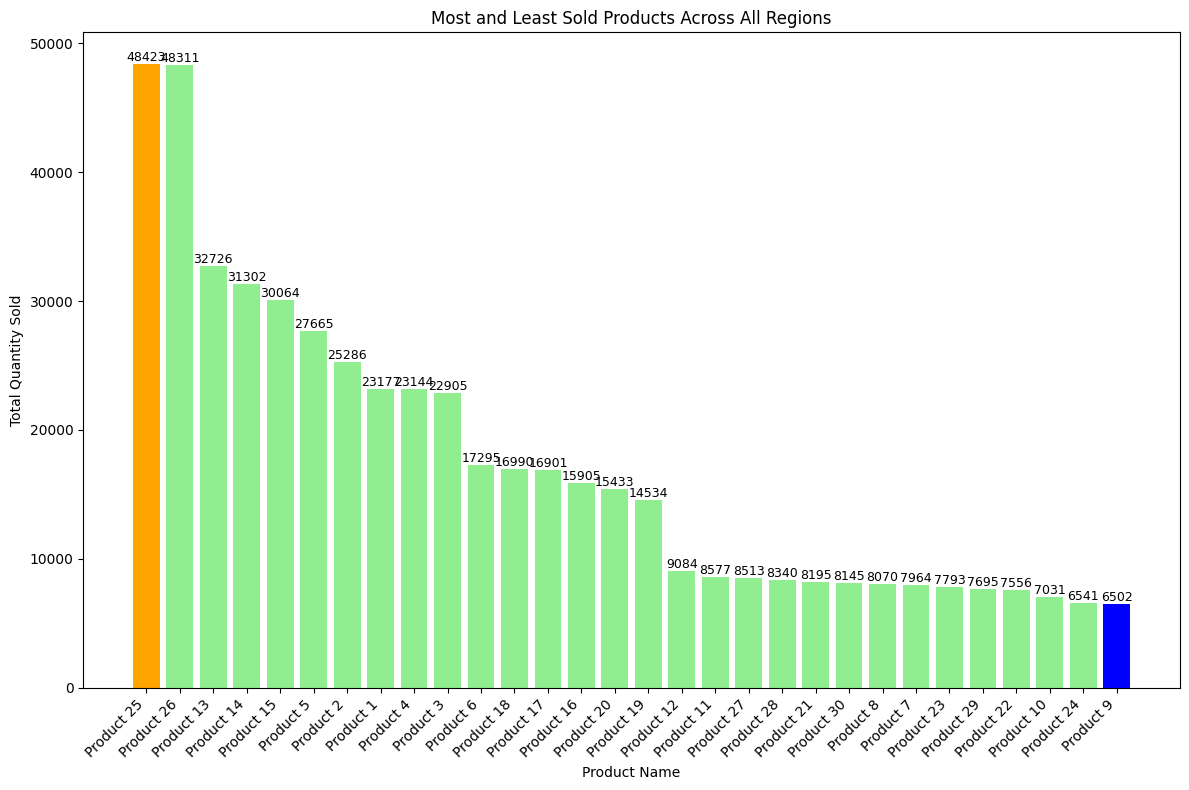 Most and Least Sold Products Across All Regions
Total Quantity Sold
50000
40000
30000
20000
10000
0
48423
48311
32726
31302
30064
27665
25286
23177
23144
22905
17295
16990
16901
15905
15433
14534
9084
8577
8513
8340
8195
8145
8070
7964
7793
7695
7556
7031
6541
6502
Product 25
Product 26
Product 13
Product 14
Product 15
Product 5
Product 2
Product 1
Product 4
Product 3
Product 6
Product 18
Product 17
Product 16
Product 20
Product 19
Product 12
Product 11
Product 27
Product 28
Product 21
Product 30
Product 8
Product 7
Product 23
Product 29
Product 22
Product 10
Product 24
Product 9
Product Name